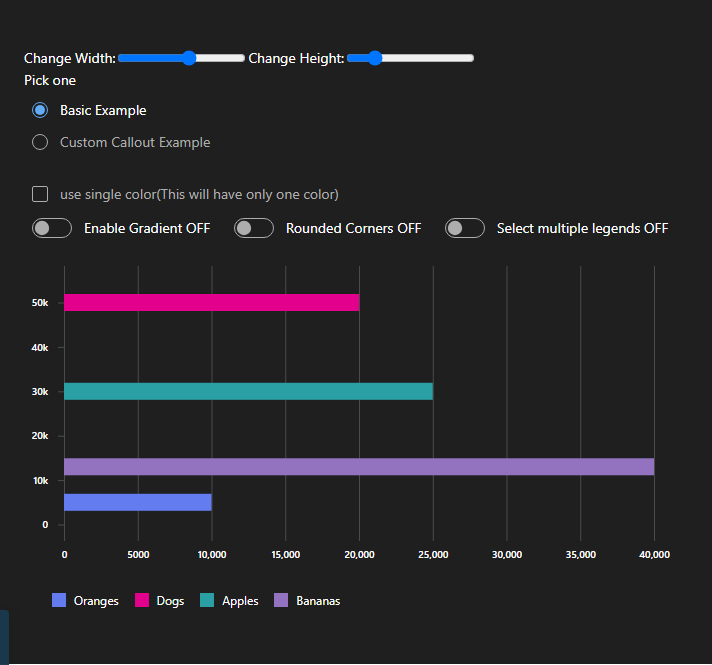 Change Width: Change Height:
Pick one
Basic Example
Custom Callout Example
use single color(This will have only one color)
Enable Gradient OFF Rounded Corners OFF Select multiple legends OFF
50k
40k
30k
20k
10k
0
0 5000 10,000 15,000 20,000 25,000 30,000 35,000 40,000
Oranges Dogs Apples Bananas